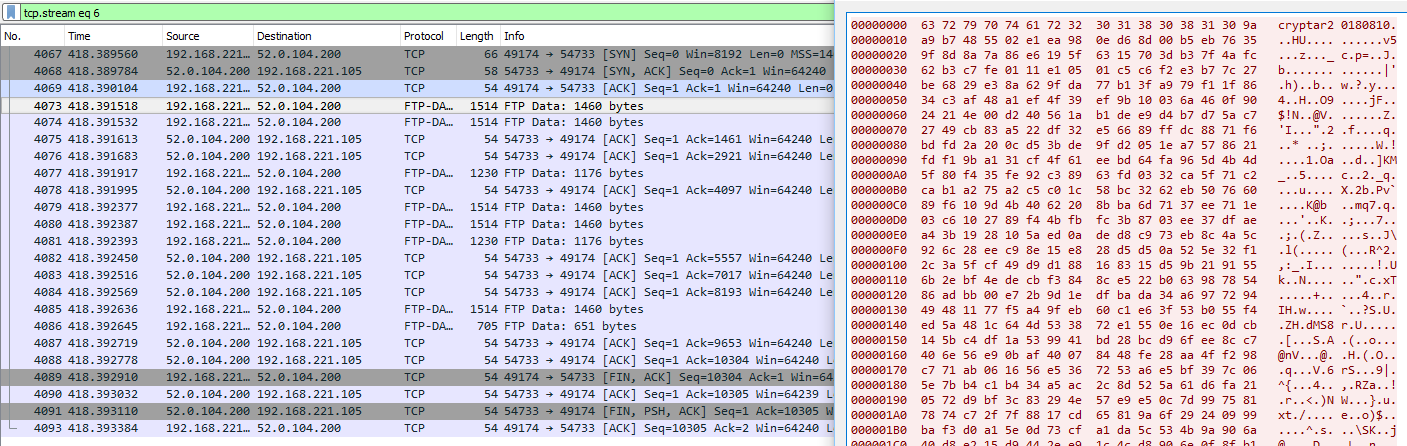 tcp.stream eq 6
No. Time Source Destination Protocol Length Info
4067 418.389560 192.168.221… 52.0.104.200 TCP 66 49174 → 54733 [SYN] Seq=0 Win=8192 Len=0 MSS=14
4068 418.389784 52.0.104.200 192.168.221.105 TCP 58 54733 → 49174 [SYN, ACK] Seq=0 Ack=1 Win=64240
4069 418.390104 192.168.221… 52.0.104.200 TCP 54 49174 → 54733 [ACK] Seq=1 Ack=1 Win=64240 Len=0
4073 418.391518 192.168.221… 52.0.104.200 FTP-DA… 1514 FTP Data: 1460 bytes
4074 418.391532 192.168.221… 52.0.104.200 FTP-DA… 1514 FTP Data: 1460 bytes
4075 418.391613 52.0.104.200 192.168.221.105 TCP 54 54733 → 49174 [ACK] Seq=1 Ack=1461 Win=64240 Le
4076 418.391683 52.0.104.200 192.168.221.105 TCP 54 54733 → 49174 [ACK] Seq=1 Ack=2921 Win=64240 Le
4077 418.391917 192.168.221… 52.0.104.200 FTP-DA… 1230 FTP Data: 1176 bytes
4078 418.391995 52.0.104.200 192.168.221.105 TCP 54 54733 → 49174 [ACK] Seq=1 Ack=4097 Win=64240 Le
4079 418.392377 192.168.221… 52.0.104.200 FTP-DA… 1514 FTP Data: 1460 bytes
4080 418.392387 192.168.221… 52.0.104.200 FTP-DA… 1514 FTP Data: 1460 bytes
4081 418.392393 192.168.221… 52.0.104.200 FTP-DA… 1230 FTP Data: 1176 bytes
4082 418.392450 52.0.104.200 192.168.221.105 TCP 54 54733 → 49174 [ACK] Seq=1 Ack=5557 Win=64240 Le
4083 418.392516 52.0.104.200 192.168.221.105 TCP 54 54733 → 49174 [ACK] Seq=1 Ack=7017 Win=64240 Le
4084 418.392569 52.0.104.200 192.168.221.105 TCP 54 54733 → 49174 [ACK] Seq=1 Ack=8193 Win=64240 Le
4085 418.392636 192.168.221… 52.0.104.200 FTP-DA… 1514 FTP Data: 1460 bytes
4086 418.392645 192.168.221… 52.0.104.200 FTP-DA… 705 FTP Data: 651 bytes
4087 418.392719 52.0.104.200 192.168.221.105 TCP 54 54733 → 49174 [ACK] Seq=1 Ack=9653 Win=64240 Le
4088 418.392778 52.0.104.200 192.168.221.105 TCP 54 54733 → 49174 [ACK] Seq=1 Ack=10304 Win=64240 L
4089 418.392910 192.168.221… 52.0.104.200 TCP 54 49174 → 54733 [FIN, ACK] Seq=10304 Ack=1 Win=64
4090 418.393032 52.0.104.200 192.168.221.105 TCP 54 54733 → 49174 [ACK] Seq=1 Ack=10305 Win=64239 L
4091 418.393110 52.0.104.200 192.168.221.105 TCP 54 54733 → 49174 [FIN, PSH, ACK] Seq=1 Ack=10305 W
4093 418.393384 192.168.221… 52.0.104.200 TCP 54 49174 → 54733 [ACK] Seq=10305 Ack=2 Win=64240 L
00000000 63 72 79 70 74 61 72 32 30 31 38 30 38 31 30 9a cryptar2 0180810.
00000010 a9 b7 48 55 02 e1 ea 98 0e d6 8d 00 b5 eb 76 35 ..HU.... ......v5
00000020 9f 8d 8a 7a 86 e6 19 5f 63 15 70 3d b3 7f 4a fc ...z..._ c.p=..J.
00000030 62 b3 c7 fe 01 11 e1 05 01 c5 c6 f2 e3 b7 7c 27 b....... ......|'
00000040 be 68 29 e3 8a 62 9f da 77 b1 3f a9 79 f1 1f 86 .h)..b.. w.?.y...
00000050 34 c3 af 48 a1 ef 4f 39 ef 9b 10 03 6a 46 0f 90 4..H..O9 ....jF..
00000060 24 21 4e 00 d2 40 56 1a b1 de e9 d4 b7 d7 5a c7 $!N..@V. ......Z.
00000070 27 49 cb 83 a5 22 df 32 e5 66 89 ff dc 88 71 f6 'I...".2 .f....q.
00000080 bd fd 2a 20 0c d5 3b de 9f d2 05 1e a7 57 86 21 ..* ..;. .....W.!
00000090 fd f1 9b a1 31 cf 4f 61 ee bd 64 fa 96 5d 4b 4d ....1.Oa ..d..]KM
000000A0 5f 80 f4 35 fe 92 c3 89 63 fd 03 32 ca 5f 71 c2 _..5.... c..2._q.
000000B0 ca b1 a2 75 a2 c5 c0 1c 58 bc 32 62 eb 50 76 60 ...u.... X.2b.Pv`
000000C0 89 f6 10 9d 4b 40 62 20 8b ba 6d 71 37 ee 71 1e ....K@b  ..mq7.q.
000000D0 03 c6 10 27 89 f4 4b fb fc 3b 87 03 ee 37 df ae ...'..K. .;...7..
000000E0 a4 3b 19 28 10 5a ed 0a de d8 c9 73 eb 8c 4a 5c .;.(.Z.. ...s..J\
000000F0 92 6c 28 ee c9 8e 15 e8 28 d5 d5 0a 52 5e 32 f1 .l(..... (...R^2.
00000100 2c 3a 5f cf 49 d9 d1 88 16 83 15 d5 9b 21 91 55 ,:_.I... .....!.U
00000110 6b 2e bf 4e de cb f3 84 8c e5 22 b0 63 98 78 54 k..N.... ..".c.xT
00000120 86 ad bb 00 e7 2b 9d 1e df ba da 34 a6 97 72 94 .....+.. ...4..r.
00000130 49 48 11 77 f5 a4 9f eb 60 c1 e6 3f 53 b0 55 f4 IH.w.... `..?S.U.
00000140 ed 5a 48 1c 64 4d 53 38 72 e1 55 0e 16 ec 0d cb .ZH.dMS8 r.U.....
00000150 14 5b c4 df 1a 53 99 41 bd 28 bc d9 6f ee 8c c7 .[...S.A .(..o...
00000160 40 6e 56 e9 0b af 40 07 84 48 fe 28 aa 4f f2 98 @nV...@. .H.(.O..
00000170 c7 71 ab 06 16 56 e5 36 72 53 a6 e5 bf 39 7c 06 .q...V.6 rS...9|.
00000180 5e 7b b4 c1 b4 34 a5 ac 2c 8d 52 5a 61 d6 fa 21 ^{...4.. ,.RZa..!
00000190 05 72 d9 bf 3c 83 29 4e 57 e9 e5 0c 7d 99 75 81 .r..<.)N W...}.u.
000001A0 78 74 c7 2f 7f 88 17 cd 65 81 9a 6f 29 24 09 99 xt./.... e..o)$..
000001B0 ba f3 d0 a1 5e 0d 73 cf a1 da 5c 53 4b 9a 90 6a ....^.s. ..\SK..j